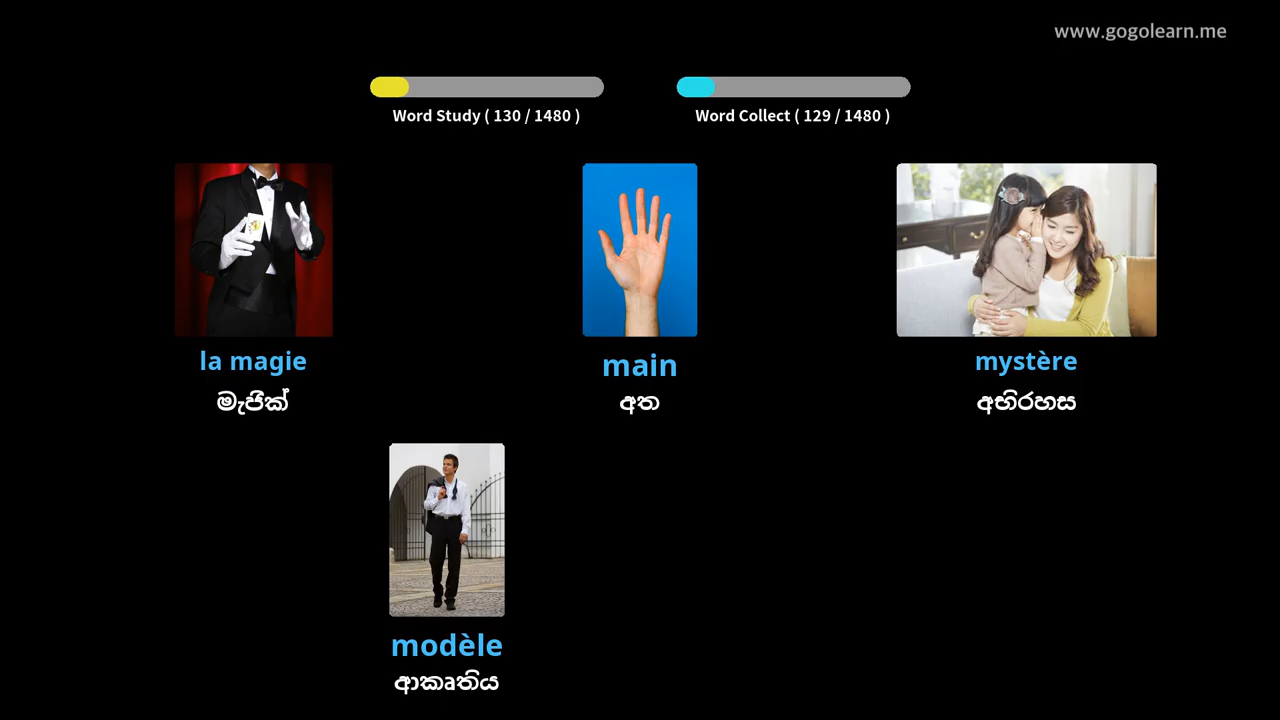 www.gogolearn.me
Word Study ( 130 / 1480 )
Word Collect ( 129 / 1480 )
la magie
මැජික්
main
අත
mystère
අභිරහස
modèle
ආකෘතිය